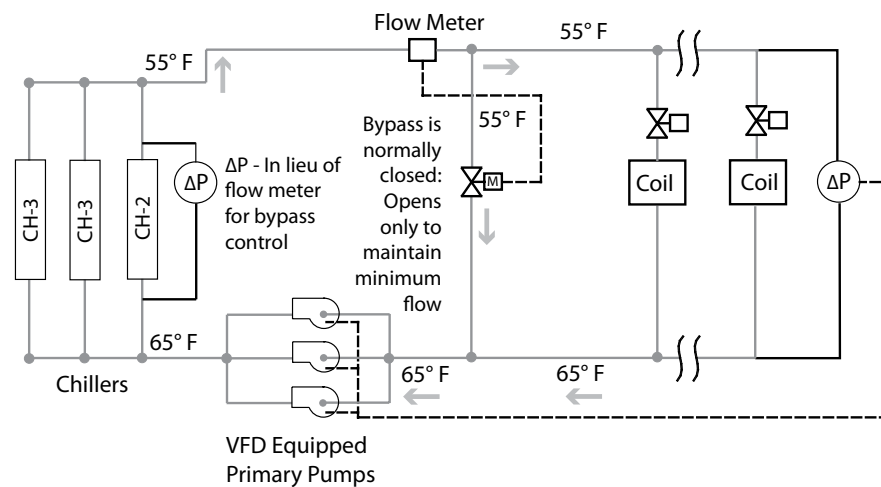 Flow Meter
55° F
55° F
55° F
Bypass is
normally
closed:
Opens
only to
maintain
minimum
flow
M
ΔP - In lieu of
flow meter
for bypass
control
ΔP
CH-3
CH-3
CH-2
Coil
Coil
ΔP
65° F
65° F
65° F
Chillers
VFD Equipped
Primary Pumps